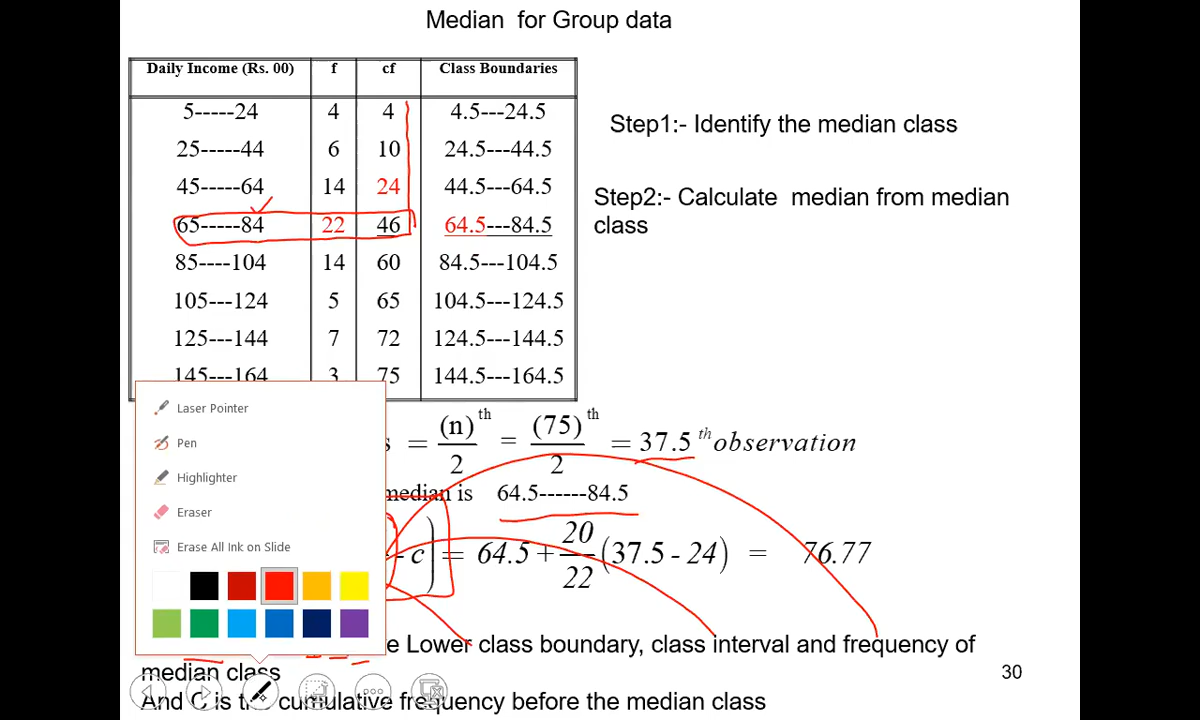 Median for Group data
Daily Income (Rs. 00) f cf Class Boundaries
5-----24 4 4 4.5---24.5
25-----44 6 10 24.5---44.5
45-----64 14 24 44.5---64.5
65-----84 22 46 64.5---84.5
85----104 14 60 84.5---104.5
105---124 5 65 104.5---124.5
125---144 7 72 124.5---144.5
145---164 3 75 144.5---164.5
Step1:- Identify the median class
Step2:- Calculate median from median
class
s = (n)/2 th = (75)/2 th = 37.5 th observation
median is 64.5------84.5
- c) = 64.5 + 20/22 (37.5 - 24) = 76.77
e Lower class boundary, class interval and frequency of
median class
And C is the cumulative frequency before the median class
30
Laser Pointer
Pen
Highlighter
Eraser
Erase All Ink on Slide